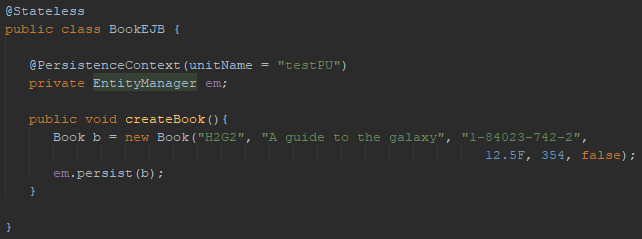 @Stateless
public class BookEJB {
@PersistenceContext(unitName = "testPU")
private EntityManager em;
public void createBook(){
Book b = new Book("H2G2", "A guide to the galaxy", "1-84023-742-2",
12.5F, 354, false);
em.persist(b);
}
}